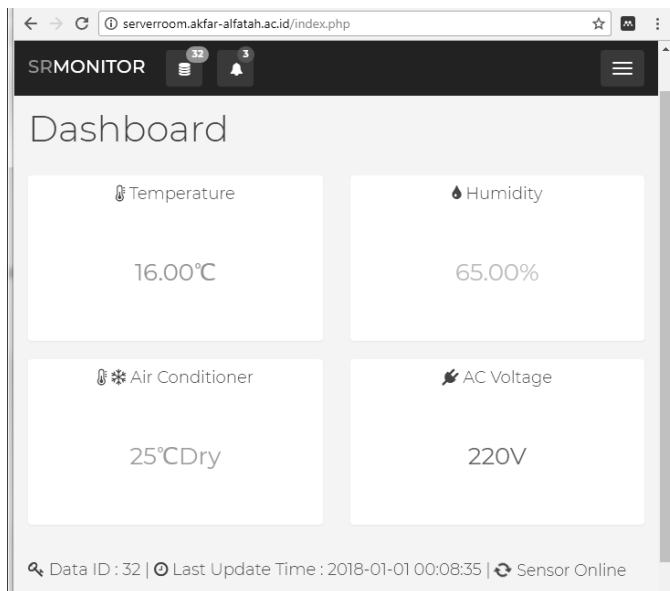 serverroom.akfar-alfatah.ac.id/index.php
SRMONITOR 32 3
Dashboard
Temperature
16.00℃
Humidity
65.00%
Air Conditioner
25℃Dry
AC Voltage
220V
Data ID : 32 | Last Update Time : 2018-01-01 00:08:35 | Sensor Online